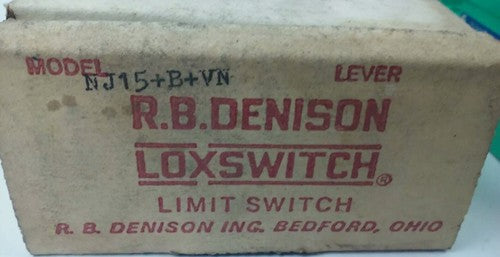 MODEL LEVER
NJ15+B+VN
R.B.DENISON
LOXSWITCH®
LIMIT SWITCH
R. B. DENISON INC. BEDFORD, OHIO